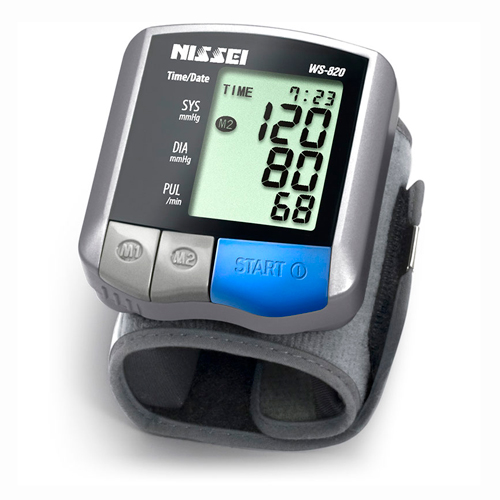 NISSEI
WS-820
Time/Date
TIME 7:23
SYS
mmHg
M2
120
DIA
mmHg
80
PUL
/min
68
M1
M2
START